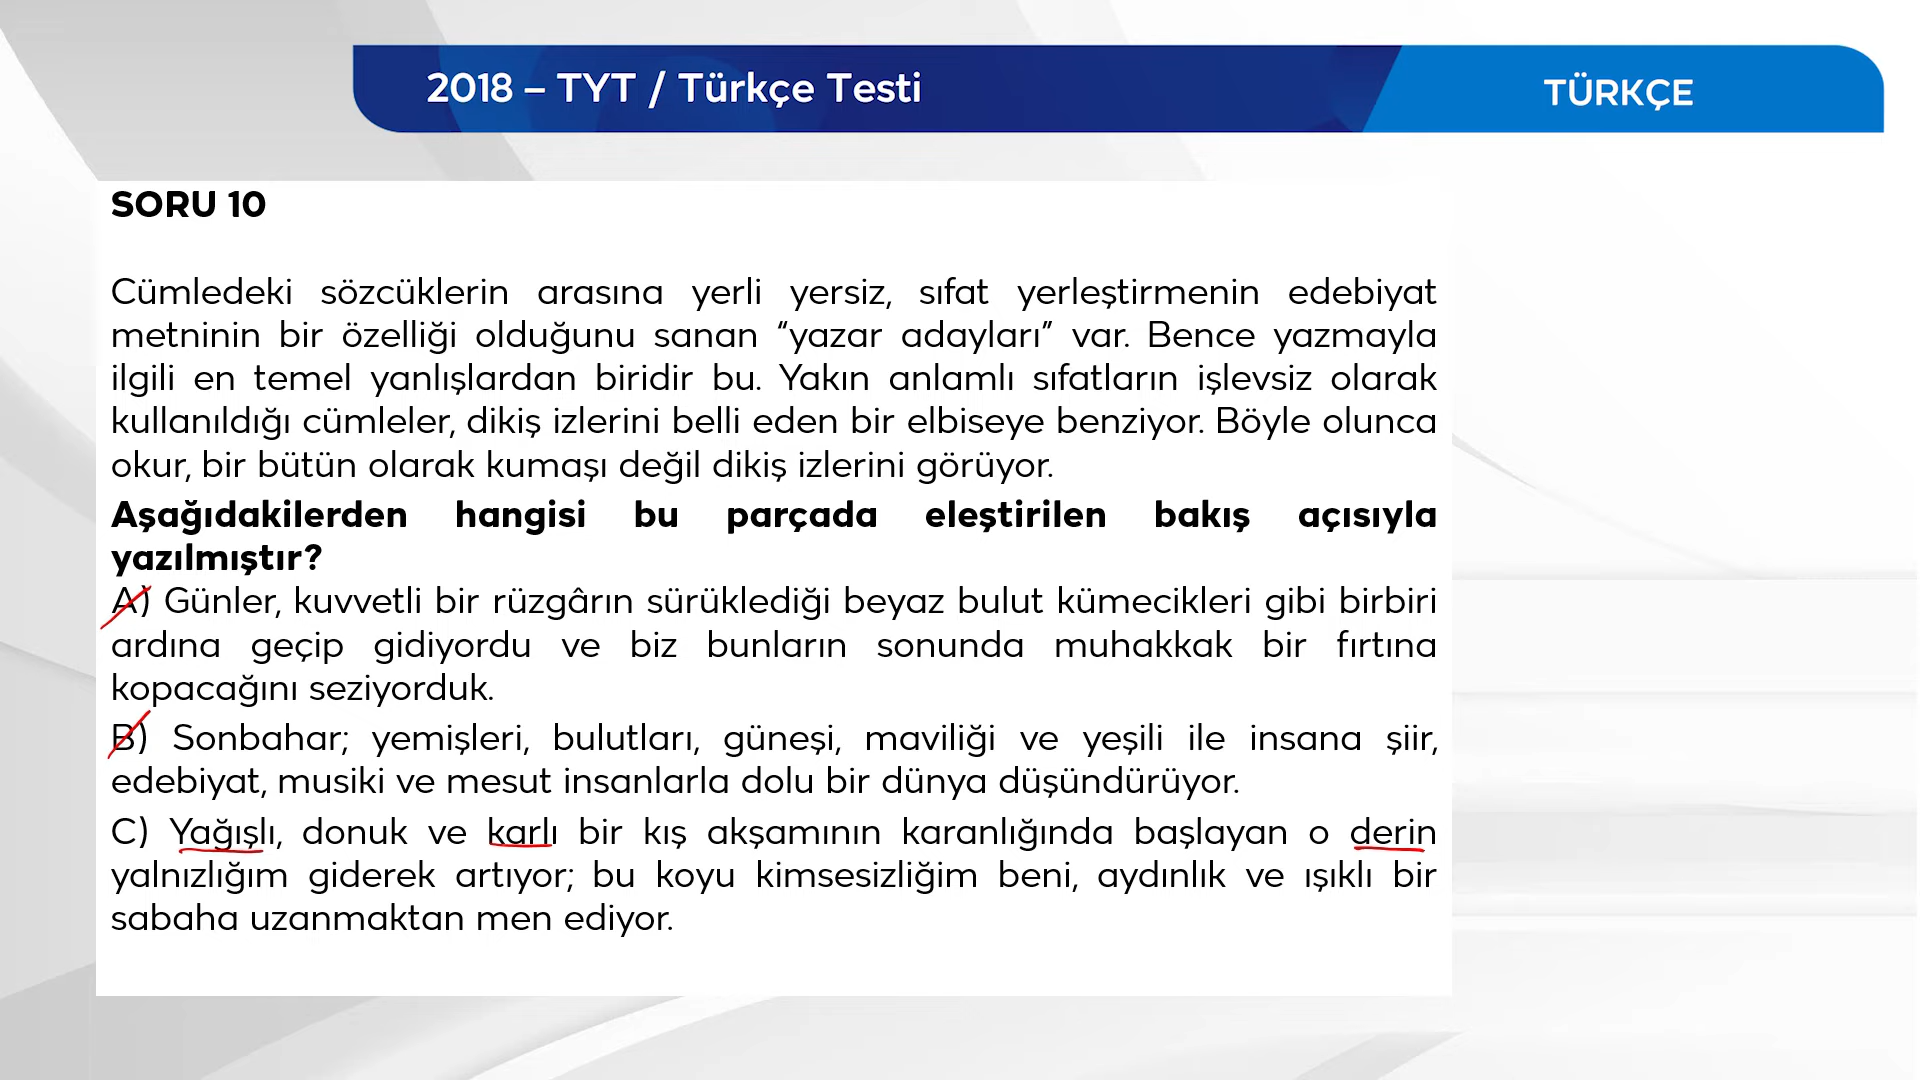 2018 – TYT / Türkçe Testi
TÜRKÇE
SORU 10
Cümledeki sözcüklerin arasına yerli yersiz, sıfat yerleştirmenin edebiyat
metninin bir özelliği olduğunu sanan “yazar adayları” var. Bence yazmayla
ilgili en temel yanlışlardan biridir bu. Yakın anlamlı sıfatların işlevsiz olarak
kullanıldığı cümleler, dikiş izlerini belli eden bir elbiseye benziyor. Böyle olunca
okur, bir bütün olarak kumaşı değil dikiş izlerini görüyor.
Aşağıdakilerden hangisi bu parçada eleştirilen bakış açısıyla
yazılmıştır?
A) Günler, kuvvetli bir rüzgârın sürüklediği beyaz bulut kümecikleri gibi birbiri
ardına geçip gidiyordu ve biz bunların sonunda muhakkak bir fırtına
kopacağını seziyorduk.
B) Sonbahar; yemişleri, bulutları, güneşi, maviliği ve yeşili ile insana şiir,
edebiyat, musiki ve mesut insanlarla dolu bir dünya düşündürüyor.
C) Yağışlı, donuk ve karlı bir kış akşamının karanlığında başlayan o derin
yalnızlığım giderek artıyor; bu koyu kimsesizliğim beni, aydınlık ve ışıklı bir
sabaha uzanmaktan men ediyor.